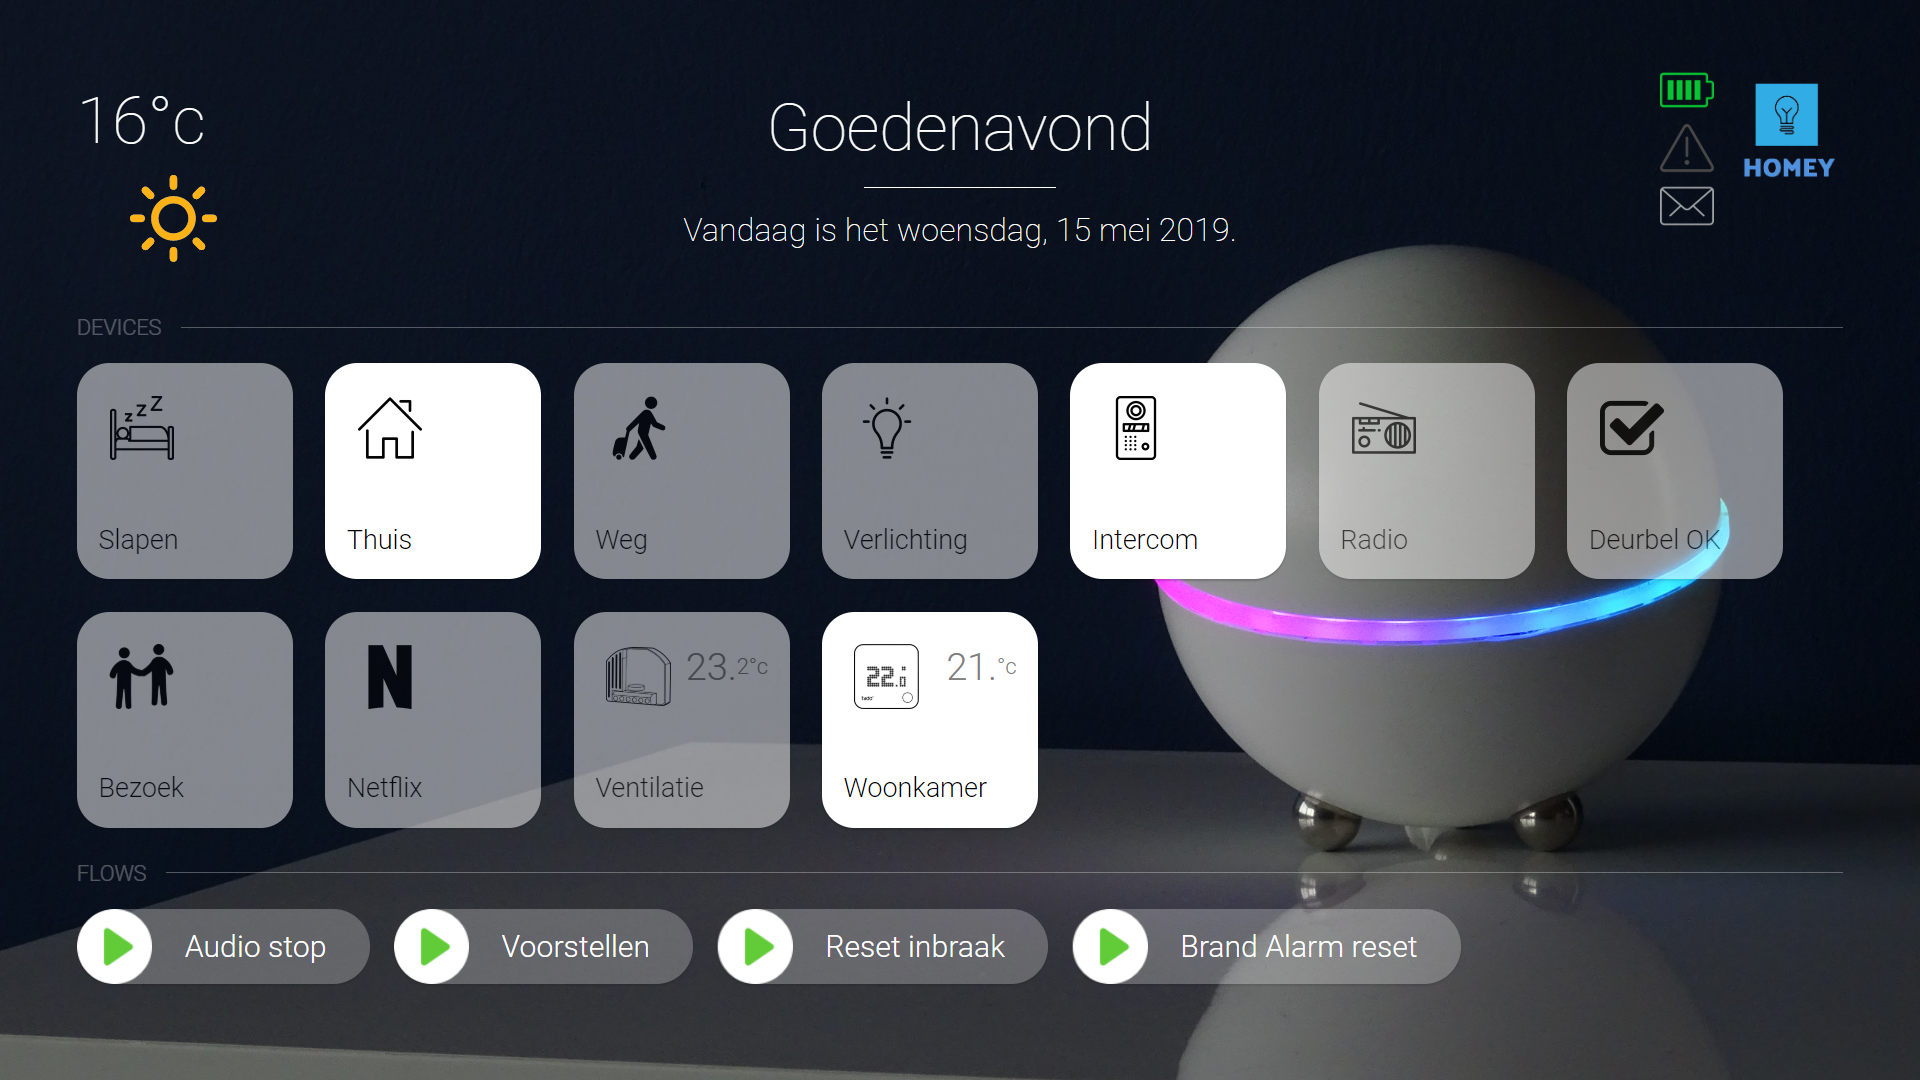 16°c
Goedenavond
HOMEY
Vandaag is het woensdag, 15 mei 2019.
DEVICES
z z Z
Slapen
Thuis
Weg
Verlichting
Intercom
Radio
Deurbel OK
Bezoek
N
Netflix
23.2°c
Ventilatie
22.
tado°
21.°c
Woonkamer
FLOWS
Audio stop
Voorstellen
Reset inbraak
Brand Alarm reset